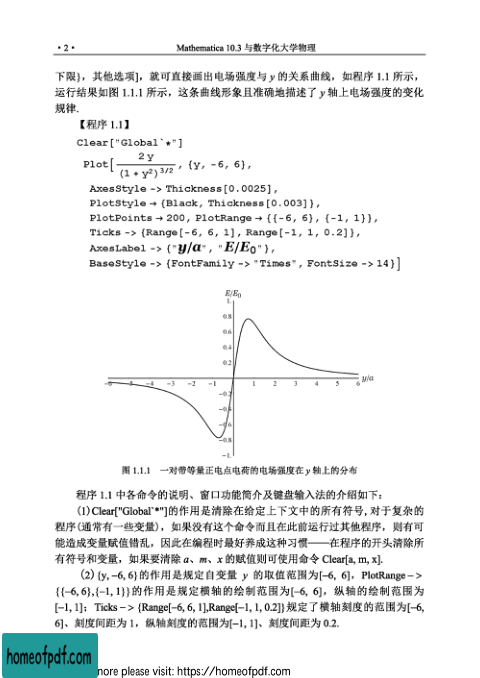 ·2·
Mathematica 10.3 与数字化大学物理
下限}，其他选项]，就可直接画出电场强度与 y 的关系曲线，如程序 1.1 所示，
运行结果如图 1.1.1 所示，这条曲线形象且准确地描述了 y 轴上电场强度的变化
规律.
【程序 1.1】
Clear["Global`*"]
Plot[2 y/(1 + y²)^3/2, {y, -6, 6},
AxesStyle -> Thickness[0.0025],
PlotStyle → {Black, Thickness[0.003]},
PlotPoints → 200, PlotRange → {{-6, 6}, {-1, 1}},
Ticks -> {Range[-6, 6, 1], Range[-1, 1, 0.2]},
AxesLabel -> {"y/a", "E/E0"},
BaseStyle -> {FontFamily -> "Times", FontSize -> 14}]
E/E0
1.
0.8
0.6
0.4
0.2
-6 -5 -4 -3 -2 -1 1 2 3 4 5 6 y/a
-0.2
-0.4
-0.6
-0.8
-1.
图 1.1.1 一对带等量正电点电荷的电场强度在 y 轴上的分布
程序 1.1 中各命令的说明、窗口功能简介及键盘输入法的介绍如下：
(1) Clear["Global`*"]的作用是清除在给定上下文中的所有符号, 对于复杂的
程序(通常有一些变量)，如果没有这个命令而且在此前运行过其他程序，则有可
能造成变量赋值错乱，因此在编程时最好养成这种习惯——在程序的开头清除所
有符号和变量，如果要清除 a、m、x 的赋值则可使用命令 Clear[a, m, x].
(2) {y, −6, 6}的作用是规定自变量 y 的取值范围为[−6, 6]，PlotRange − >
{{−6, 6},{−1, 1}}的作用是规定横轴的绘制范围为[−6, 6]，纵轴的绘制范围为
[−1, 1]；Ticks − > {Range[−6, 6, 1],Range[−1, 1, 0.2]}规定了横轴刻度的范围为[−6,
6]、刻度间距为 1，纵轴刻度的范围为[−1, 1]、刻度间距为 0.2.
homeofpdf.com
more please visit: https://homeofpdf.com